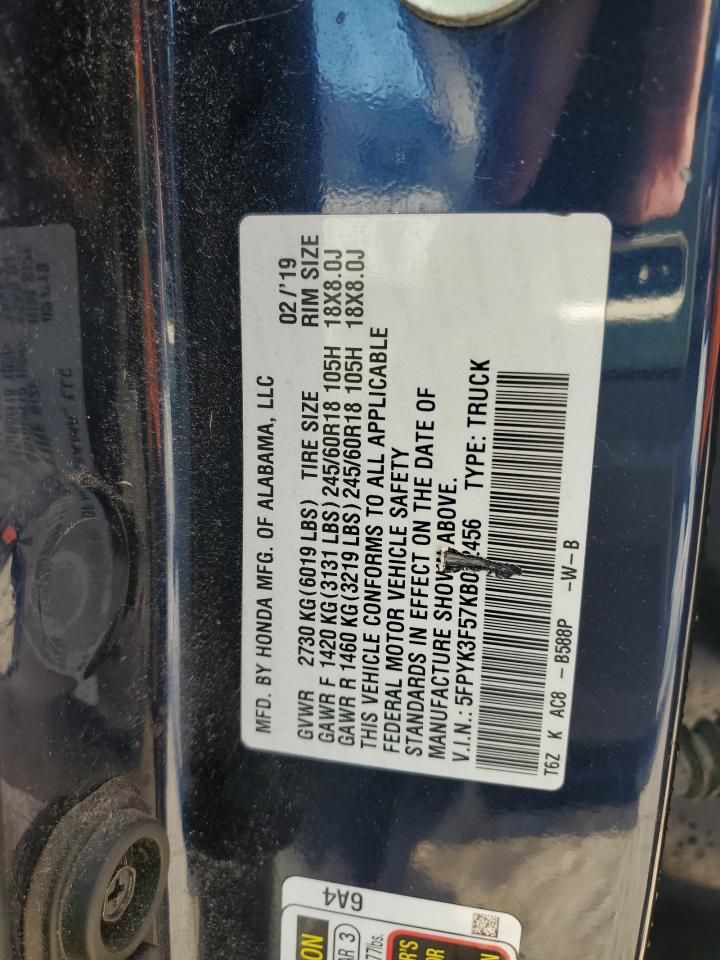 MFD. BY HONDA MFG. OF ALABAMA, LLC 02/'19
GVWR 2730 KG(6019 LBS) TIRE SIZE RIM SIZE
GAWR F 1420 KG(3131 LBS) 245/60R18 105H 18X8.0J
GAWR R 1460 KG(3219 LBS) 245/60R18 105H 18X8.0J
THIS VEHICLE CONFORMS TO ALL APPLICABLE
FEDERAL MOTOR VEHICLE SAFETY
STANDARDS IN EFFECT ON THE DATE OF
MANUFACTURE SHOWN ABOVE.
V.I.N.: TYPE: TRUCK
T6Z K AC8 -B588P -W-B
6A4